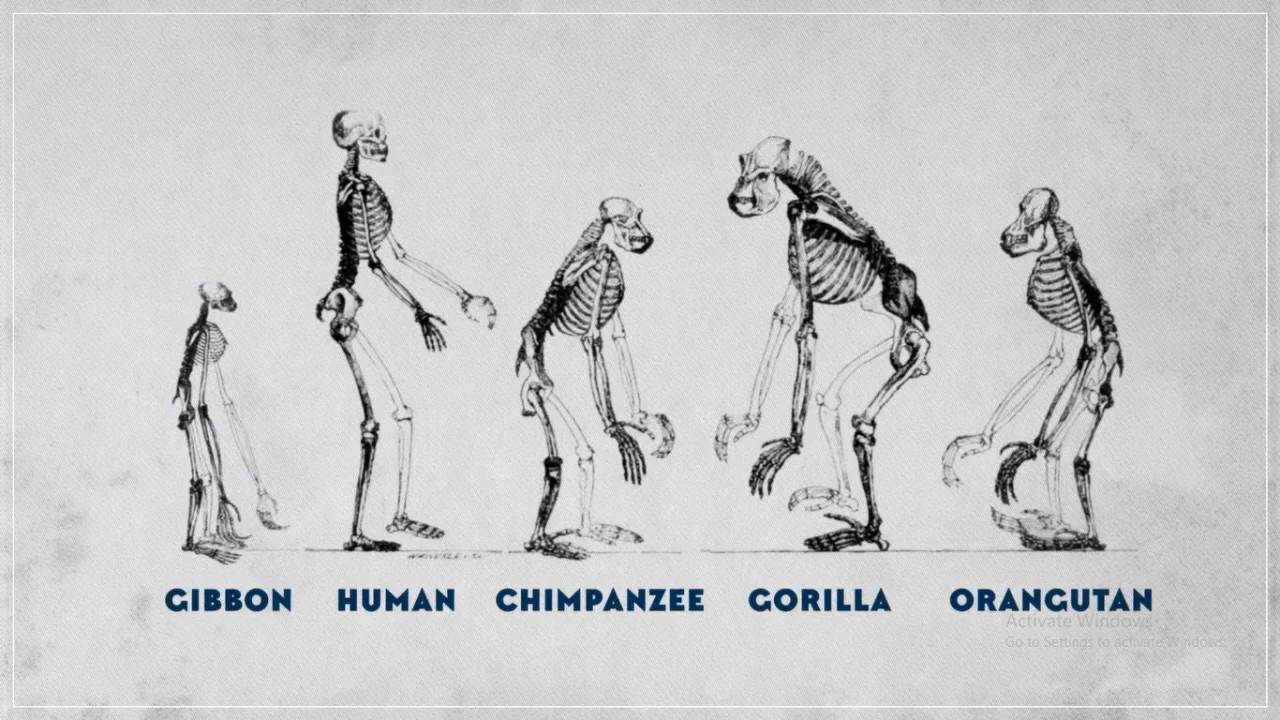 GIBBON HUMAN CHIMPANZEE GORILLA ORANGUTAN
Activate Windows
Go to Settings to activate Windows.